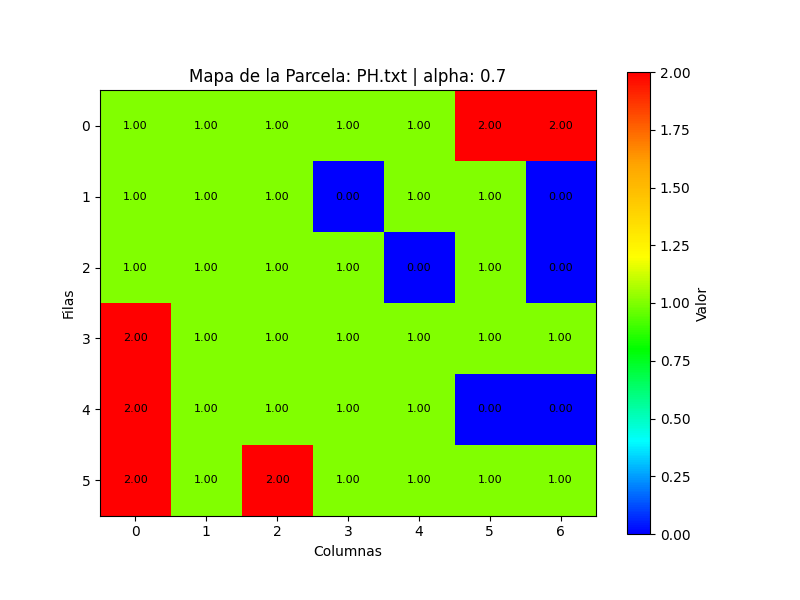 Mapa de la Parcela: PH.txt | alpha: 0.7
Filas
0 1.00 1.00 1.00 1.00 1.00 2.00 2.00
1 1.00 1.00 1.00 0.00 1.00 1.00 0.00
2 1.00 1.00 1.00 1.00 0.00 1.00 0.00
3 2.00 1.00 1.00 1.00 1.00 1.00 1.00
4 2.00 1.00 1.00 1.00 1.00 0.00 0.00
5 2.00 1.00 2.00 1.00 1.00 1.00 1.00
0 1 2 3 4 5 6
Columnas
2.00
1.75
1.50
1.25
1.00
0.75
0.50
0.25
0.00
Valor